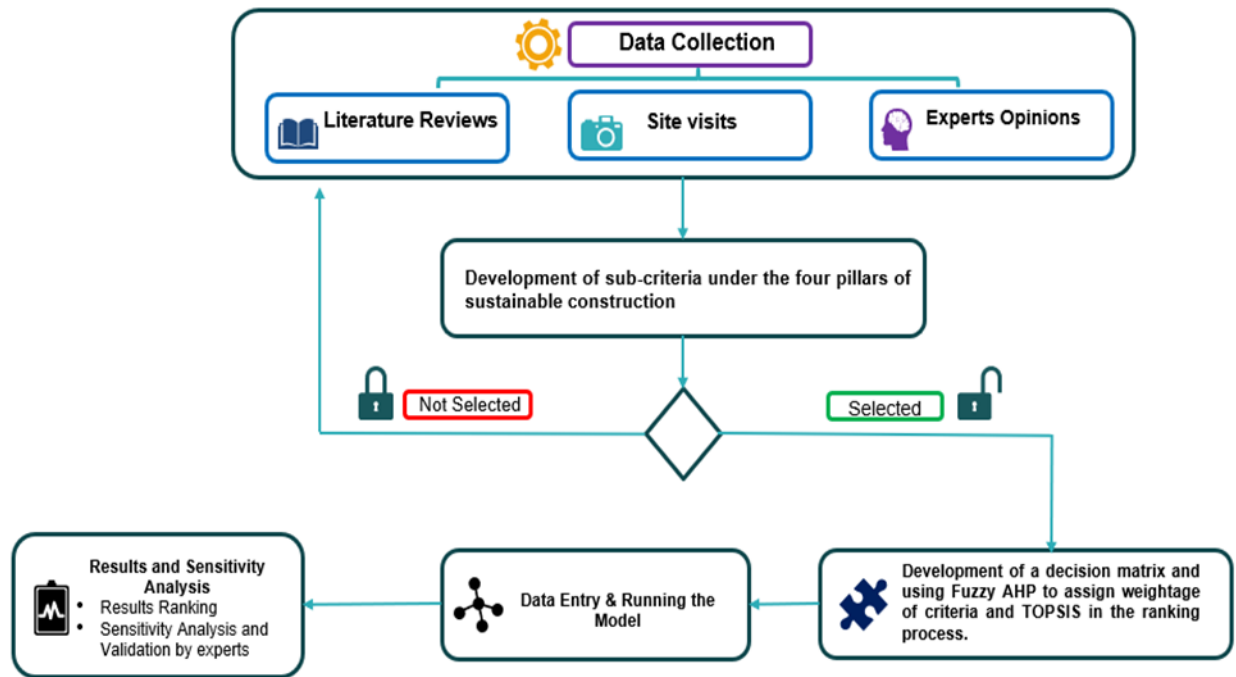 Data Collection
Literature Reviews
Site visits
Experts Opinions
Development of sub-criteria under the four pillars of
sustainable construction
Not Selected
Selected
Results and Sensitivity
Analysis
• Results Ranking
• Sensitivity Analysis and
Validation by experts
Data Entry & Running the
Model
Development of a decision matrix and
using Fuzzy AHP to assign weightage
of criteria and TOPSIS in the ranking
process.